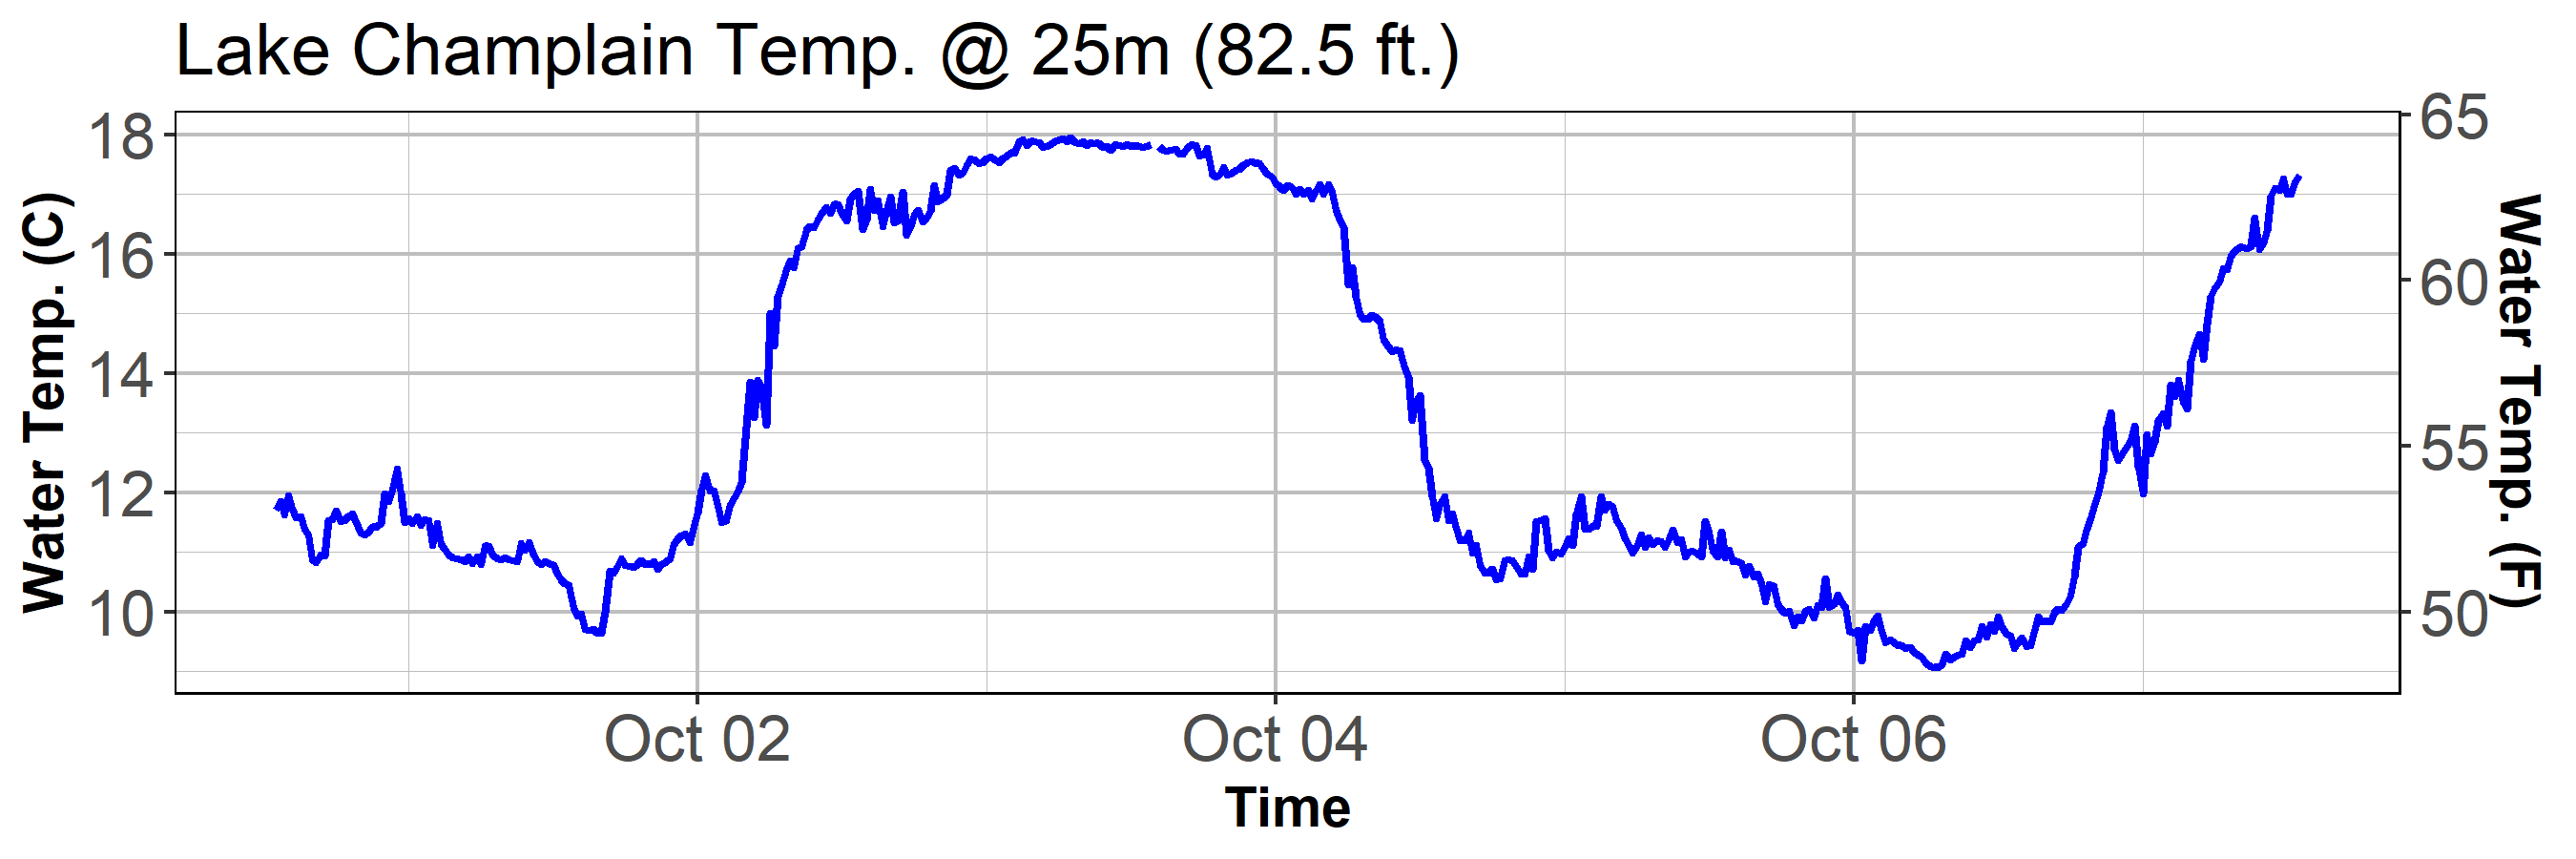 Lake Champlain Temp. @ 25m (82.5 ft.)
Water Temp. (C)
18
16
14
12
10
65
60
55
50
Water Temp. (F)
Oct 02 Oct 04 Oct 06
Time